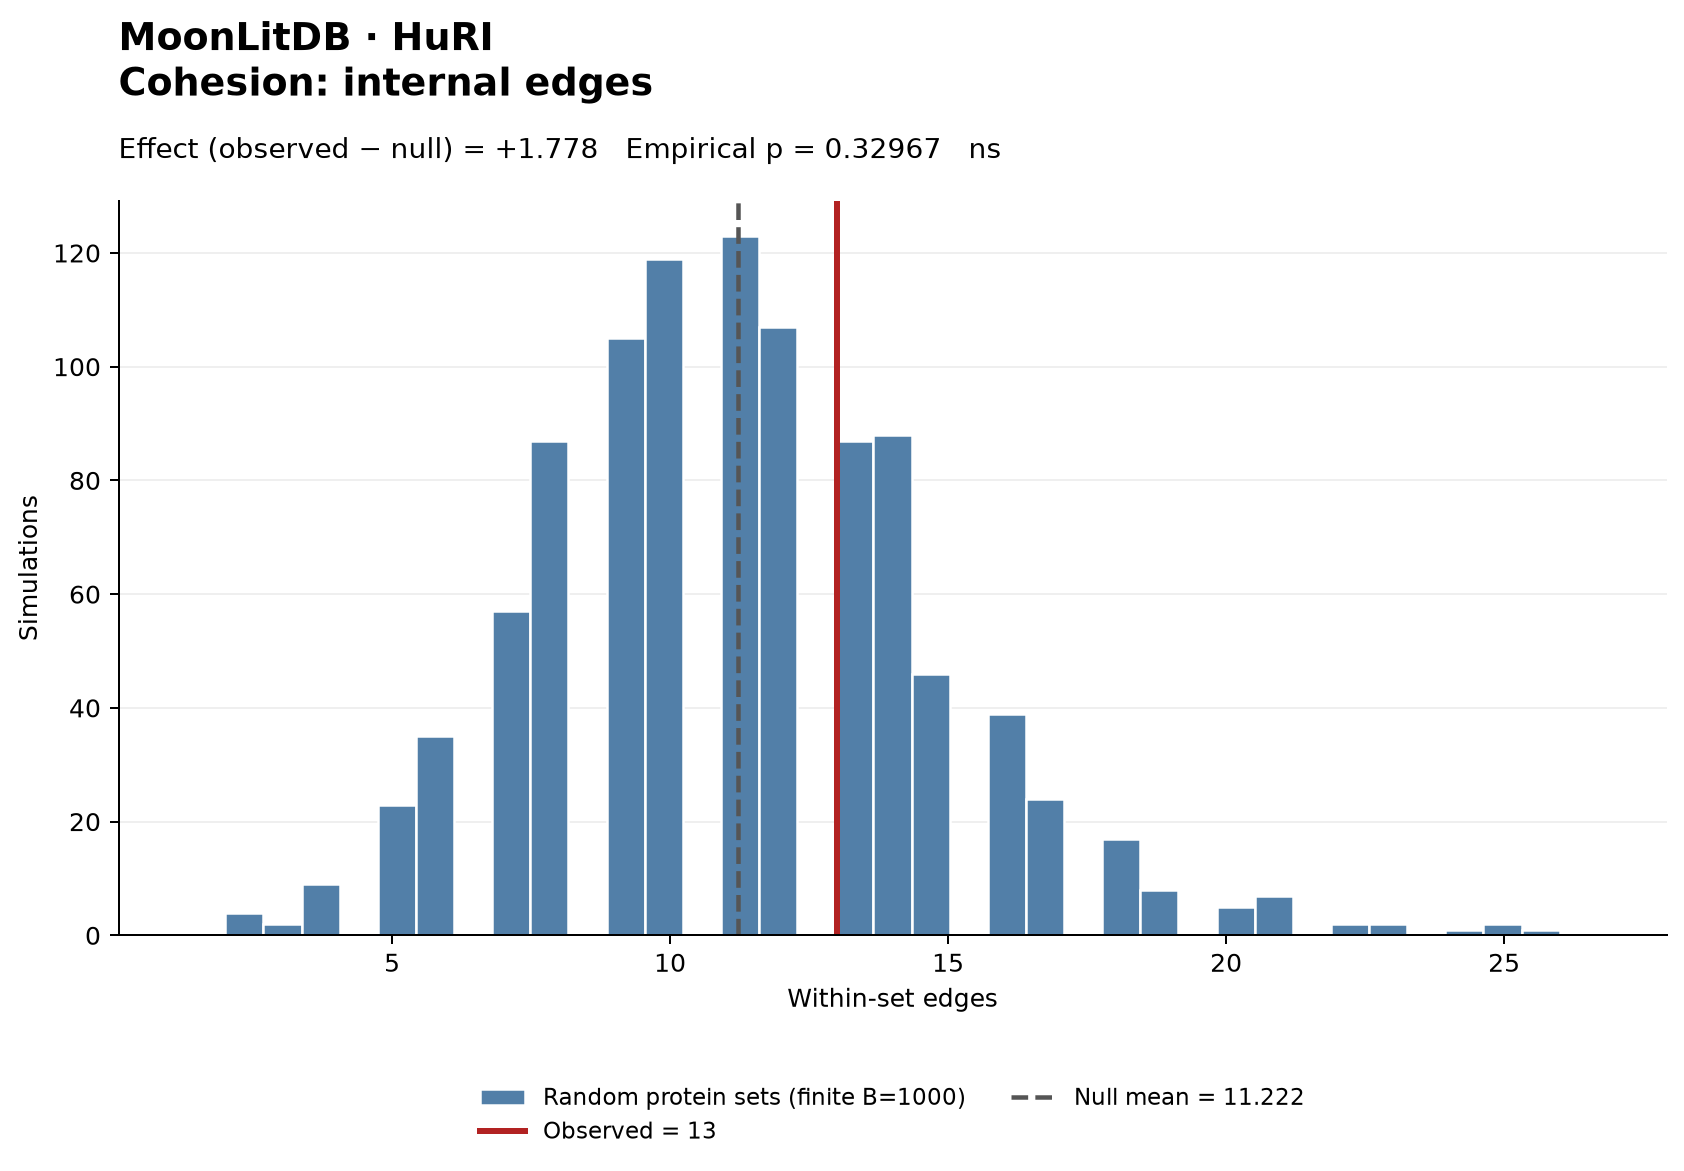 MoonLitDB · HuRI
Cohesion: internal edges
Effect (observed − null) = +1.778   Empirical p = 0.32967   ns
120
100
80
60
40
20
0
Simulations
5 10 15 20 25
Within-set edges
Random protein sets (finite B=1000)   Null mean = 11.222
Observed = 13